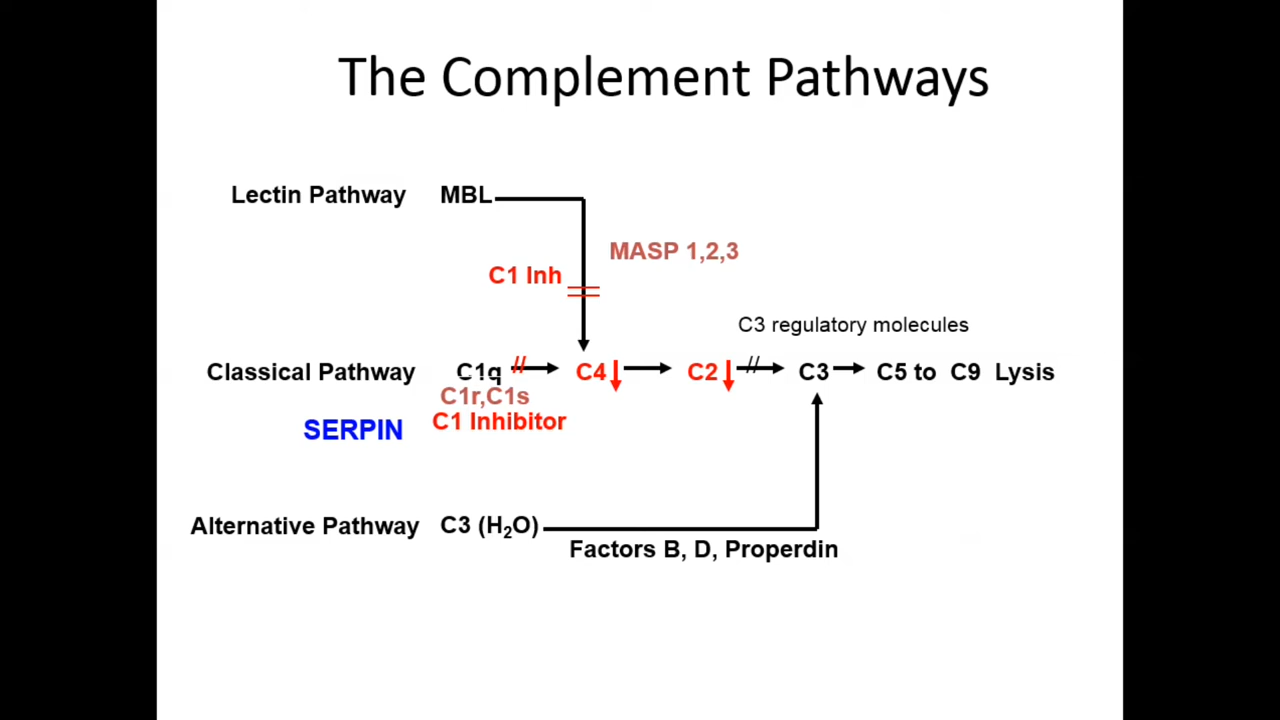 The Complement Pathways
Lectin Pathway MBL
MASP 1,2,3
C1 Inh
C3 regulatory molecules
Classical Pathway C1q // C4 C2 // C3 C5 to C9 Lysis
C1r,C1s
SERPIN C1 Inhibitor
Alternative Pathway C3 (H₂O)
Factors B, D, Properdin